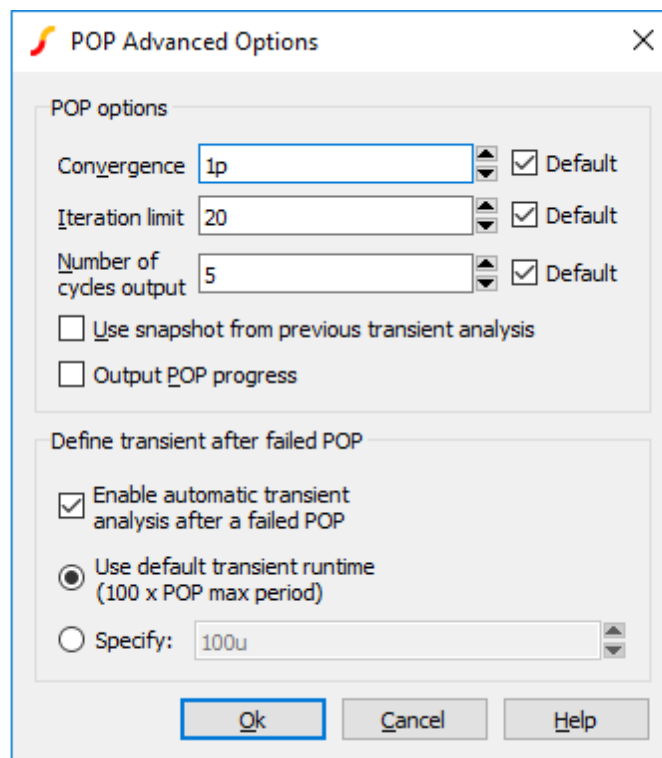 POP Advanced Options
POP options
Convergence 1p Default
Iteration limit 20 Default
Number of
cycles output 5 Default
Use snapshot from previous transient analysis
Output POP progress
Define transient after failed POP
Enable automatic transient
analysis after a failed POP
Use default transient runtime
(100 x POP max period)
Specify: 100u
Ok Cancel Help